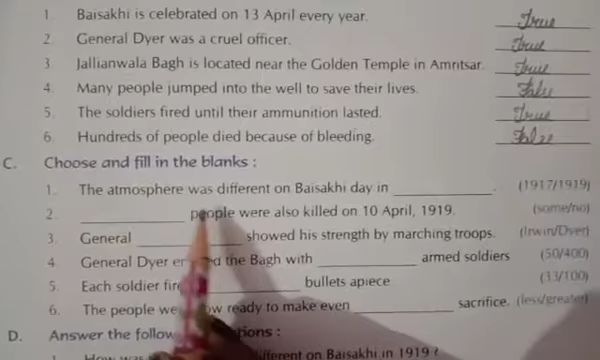 1. Baisakhi is celebrated on 13 April every year. True
2. General Dyer was a cruel officer. True
3. Jallianwala Bagh is located near the Golden Temple in Amritsar. True
4. Many people jumped into the well to save their lives. False
5. The soldiers fired until their ammunition lasted. True
6. Hundreds of people died because of bleeding. False
C. Choose and fill in the blanks :
1. The atmosphere was different on Baisakhi day in ____________. (1917/1919)
2. ____________ people were also killed on 10 April, 1919. (some/no)
3. General ____________ showed his strength by marching troops. (Irwin/Dyer)
4. General Dyer the Bagh with ____________ armed soldiers (50/400)
5. Each soldier ____________ bullets apiece (33/100)
6. The people ready to make even ____________ sacrifice. (less/greater)
D. Answer the
1. How was different on Baisakhi in 1919 ?